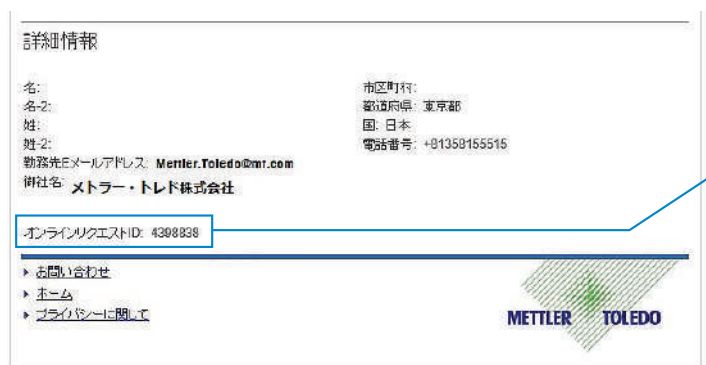 詳細情報
名:
名-2:
姓:
姓-2:
勤務先Eメールアドレス: Mettler.Toledo@mt.com
御社名: メトラー・トレド株式会社
市区町村:
都道府県: 東京都
国: 日本
電話番号: +81358155515
オンラインリクエストID: 4398838
お問い合わせ
ホーム
プライバシーに関して
METTLER TOLEDO